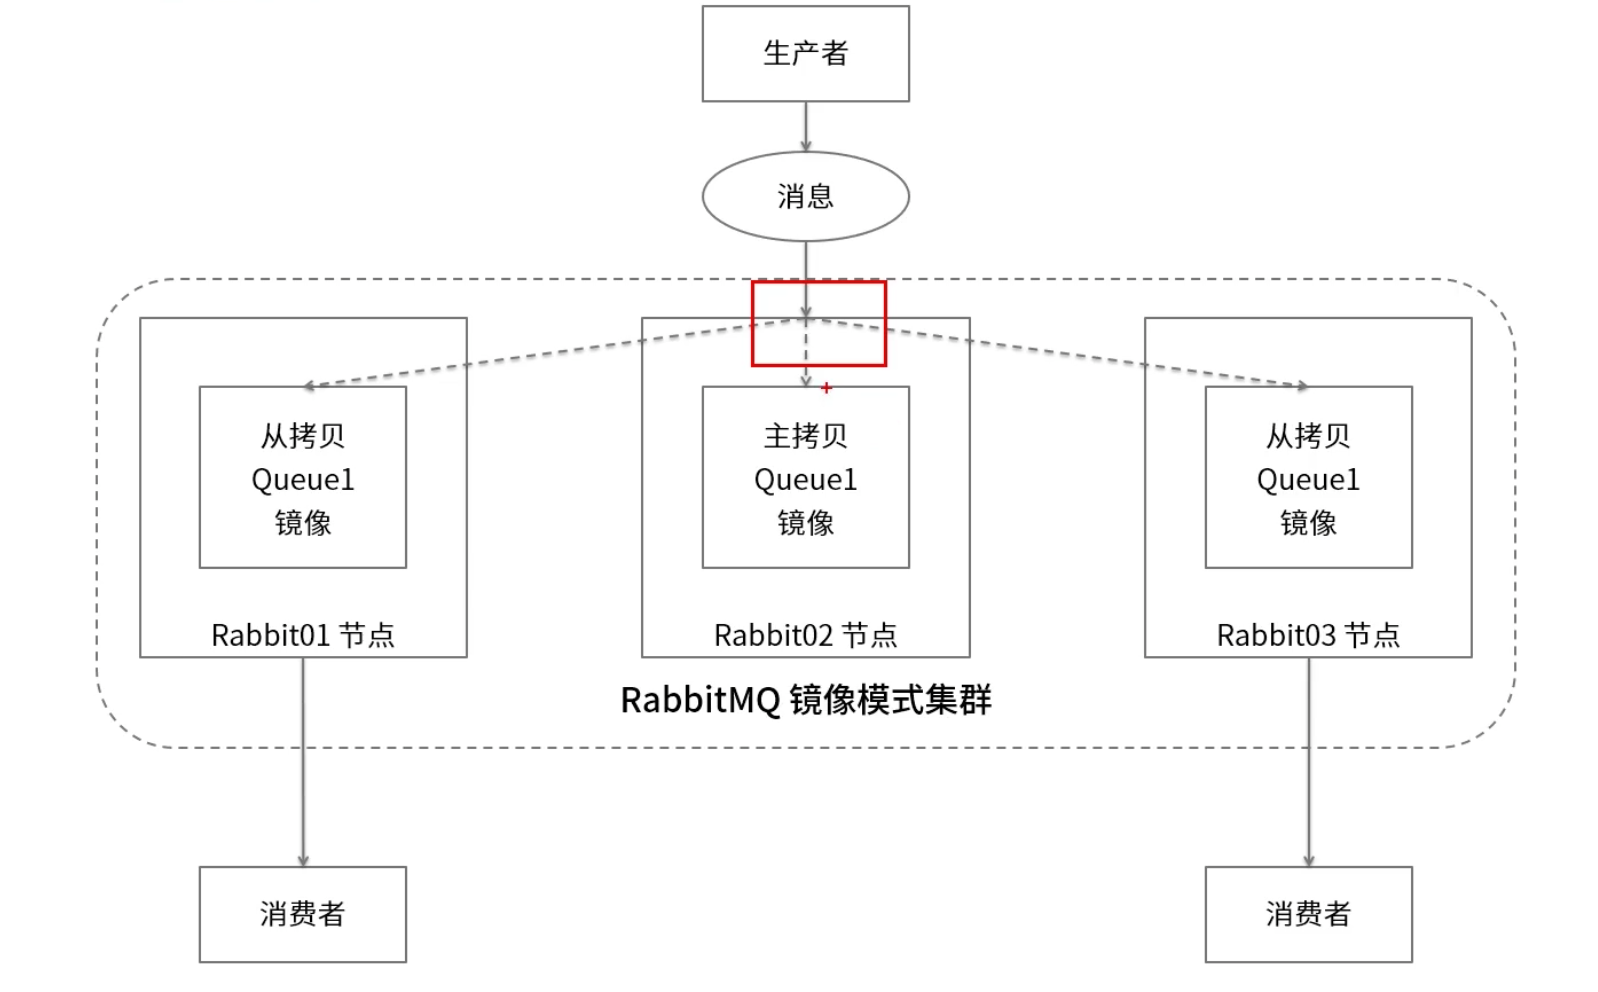 生产者
消息
从拷贝
Queue1
镜像
Rabbit01 节点
主拷贝
Queue1
镜像
Rabbit02 节点
从拷贝
Queue1
镜像
Rabbit03 节点
RabbitMQ 镜像模式集群
消费者
消费者